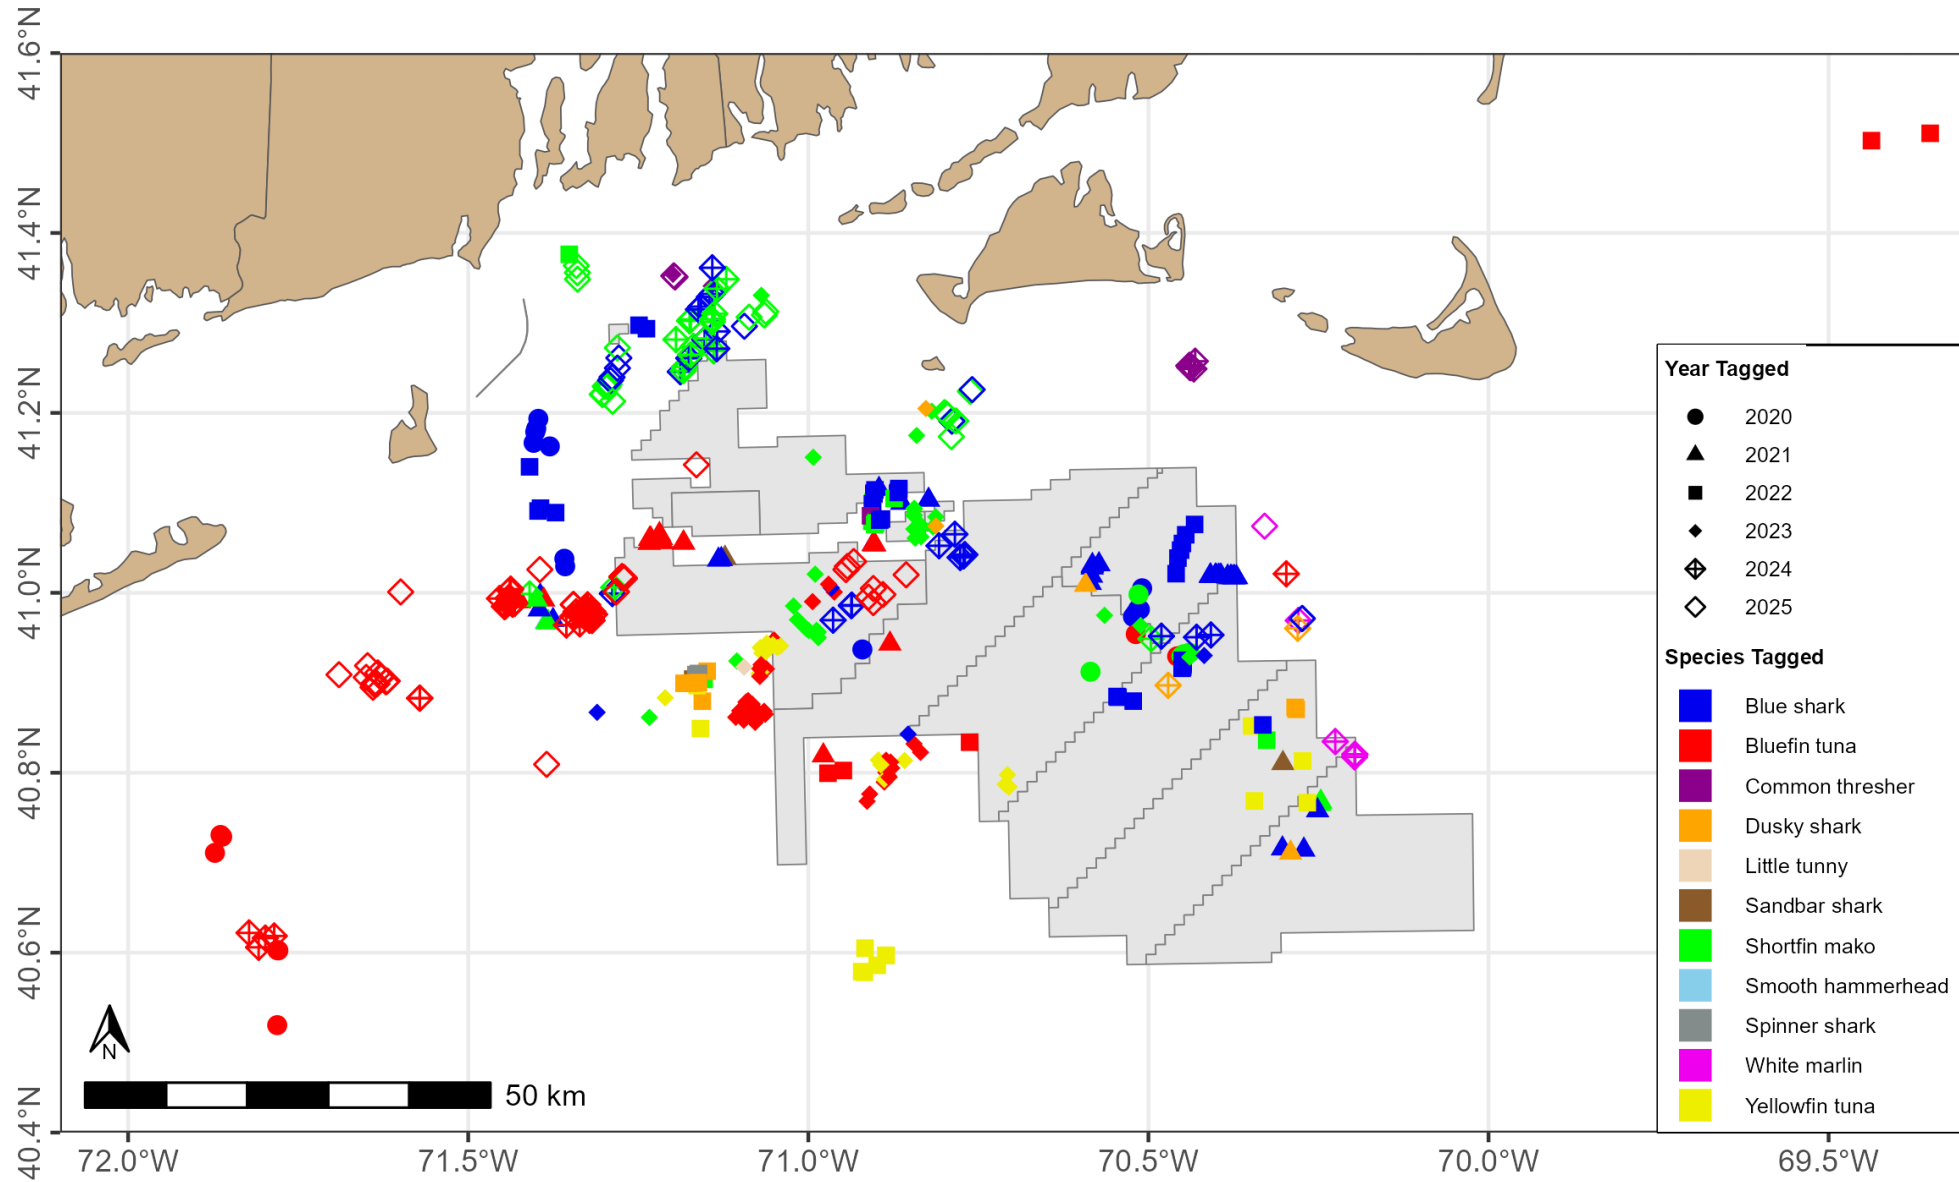 41.6°N
41.4°N
41.2°N
41.0°N
40.8°N
40.6°N
40.4°N
72.0°W
71.5°W
71.0°W
70.5°W
70.0°W
69.5°W
N
50 km
Year Tagged
2020
2021
2022
2023
2024
2025
Species Tagged
Blue shark
Bluefin tuna
Common thresher
Dusky shark
Little tunny
Sandbar shark
Shortfin mako
Smooth hammerhead
Spinner shark
White marlin
Yellowfin tuna